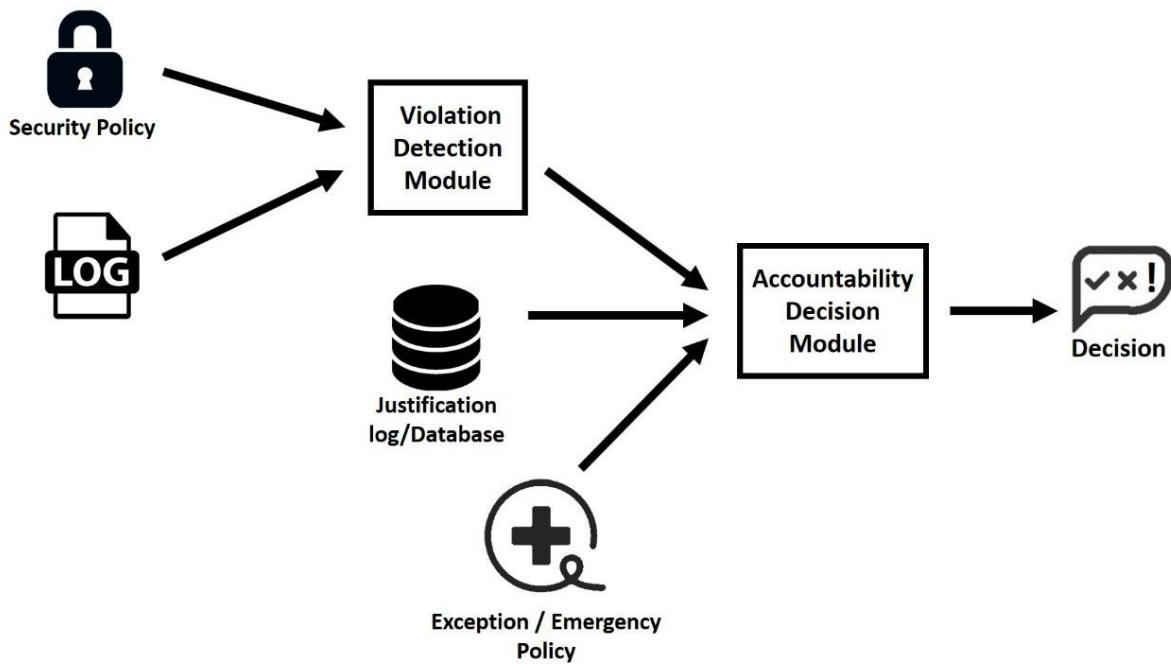 Security Policy
LOG
Violation
Detection
Module
Justification
log/Database
Exception / Emergency
Policy
Accountability
Decision
Module
Decision